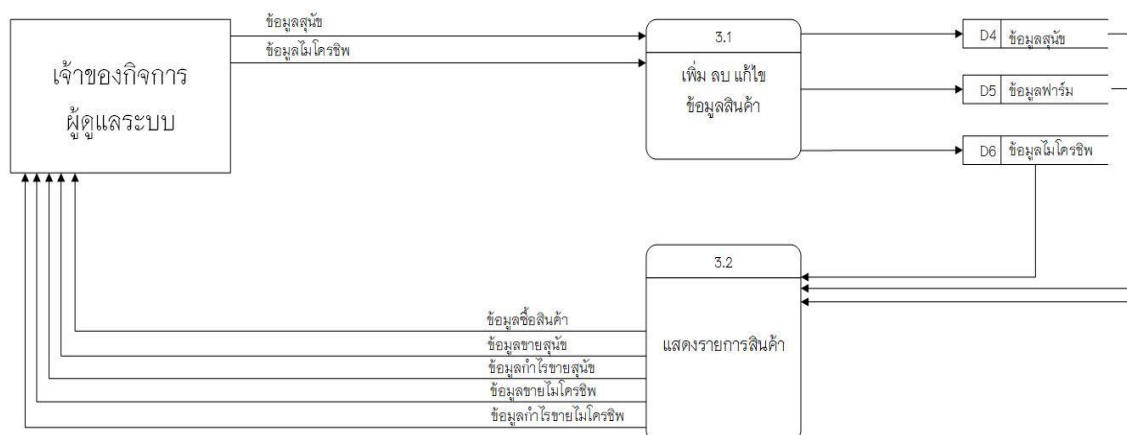 ข้อมูลสุนัข
ข้อมูลไมโครชิพ
เจ้าของกิจการ
ผู้ดูแลระบบ
3.1
เพิ่ม ลบ แก้ไข
ข้อมูลสินค้า
D4 ข้อมูลสุนัข
D5 ข้อมูลฟาร์ม
D6 ข้อมูลไมโครชิพ
3.2
แสดงรายการสินค้า
ข้อมูลซื้อสินค้า
ข้อมูลขายสุนัข
ข้อมูลกำไรขายสุนัข
ข้อมูลขายไมโครชิพ
ข้อมูลกำไรขายไมโครชิพ